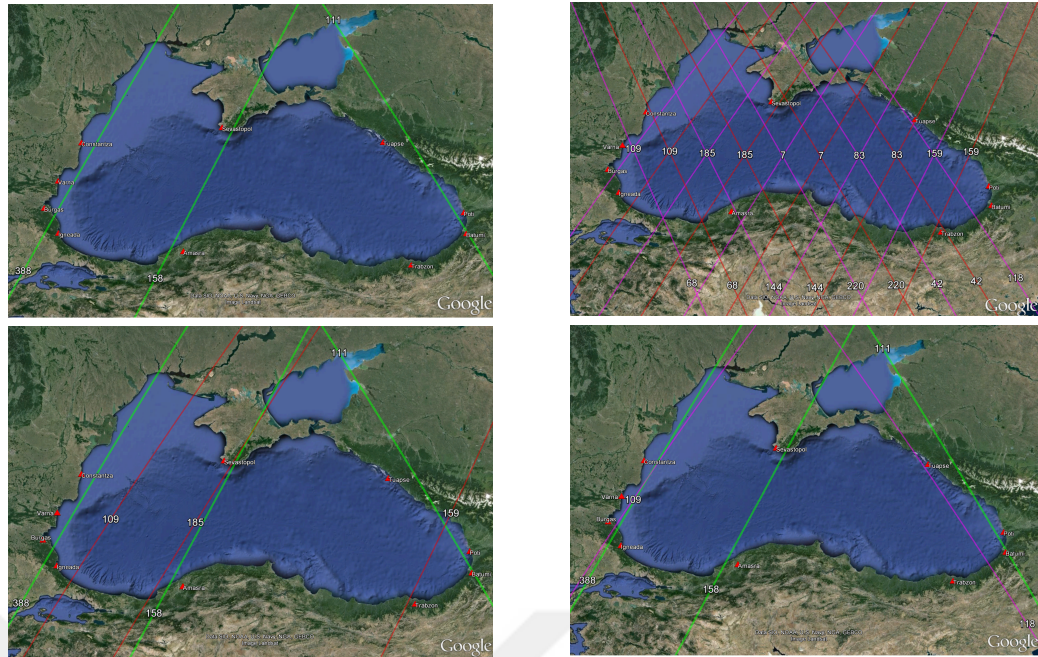 111
Sevastopol
Constantza
Tuapse
Varna
Burgas
Poti
Igneada
Batumi
Amasra
Trabzon
388
158
Google
Sevastopol
Constantza
Tuapse
Varna
109 109 185 185 7 7 83 83 159 159
Burgas
Igneada
Poti
Batumi
Amasra
Trabzon
68 68 144 144 220 220 42 42 118
Google
111
Sevastopol
Constantza
Tuapse
Varna
109
185
159
Burgas
Poti
Igneada
Batumi
Amasra
Trabzon
388
158
Google
111
Sevastopol
Constantza
Tuapse
Varna
109
Burgas
Poti
Igneada
Batumi
Amasra
Trabzon
388
158
118
Google